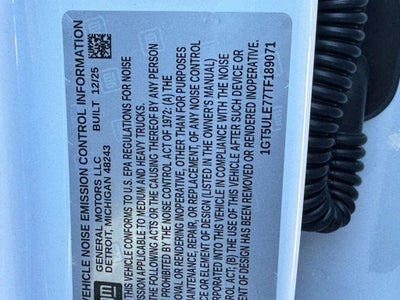 VEHICLE NOISE EMISSION CONTROL INFORMATION
GENERAL MOTORS LLC
DETROIT, MICHIGAN 48243
BUILT 12/25
gm
THIS VEHICLE CONFORMS TO U.S. EPA REGULATIONS FOR NOISE
EMISSION APPLICABLE TO MEDIUM AND HEAVY TRUCKS.
THE FOLLOWING ACTS OR THE CAUSING THEREOF BY ANY PERSON
ARE PROHIBITED BY THE NOISE CONTROL ACT OF 1972: (A) THE
REMOVAL OR RENDERING INOPERATIVE, OTHER THAN FOR PURPOSES
OF MAINTENANCE, REPAIR, OR REPLACEMENT, OF ANY NOISE CONTROL
DEVICE OR ELEMENT OF DESIGN (LISTED IN THE OWNER'S MANUAL)
INCORPORATED INTO THIS VEHICLE IN COMPLIANCE WITH THE NOISE
CONTROL ACT; (B) THE USE OF THIS VEHICLE AFTER SUCH DEVICE OR
ELEMENT OF DESIGN HAS BEEN REMOVED OR RENDERED INOPERATIVE.
1GT5ULE77TF189071